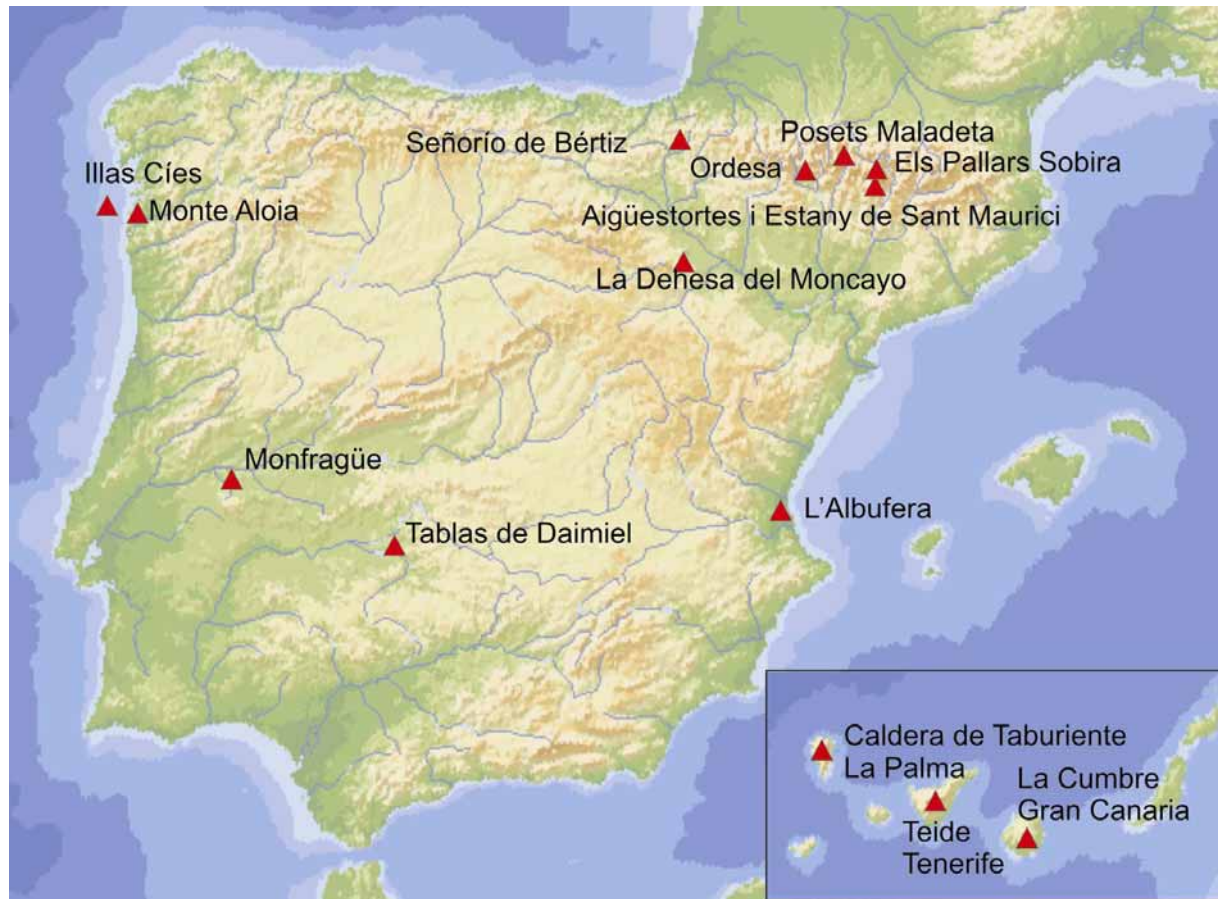 Señorío de Bértiz
Posets Maladeta
Ordesa
Els Pallars Sobira
Illas Cíes
Monte Aloia
Aigüestortes i Estany de Sant Maurici
La Dehesa del Moncayo
Monfragüe
L'Albufera
Tablas de Daimiel
Caldera de Taburiente
La Palma
La Cumbre
Gran Canaria
Teide
Tenerife